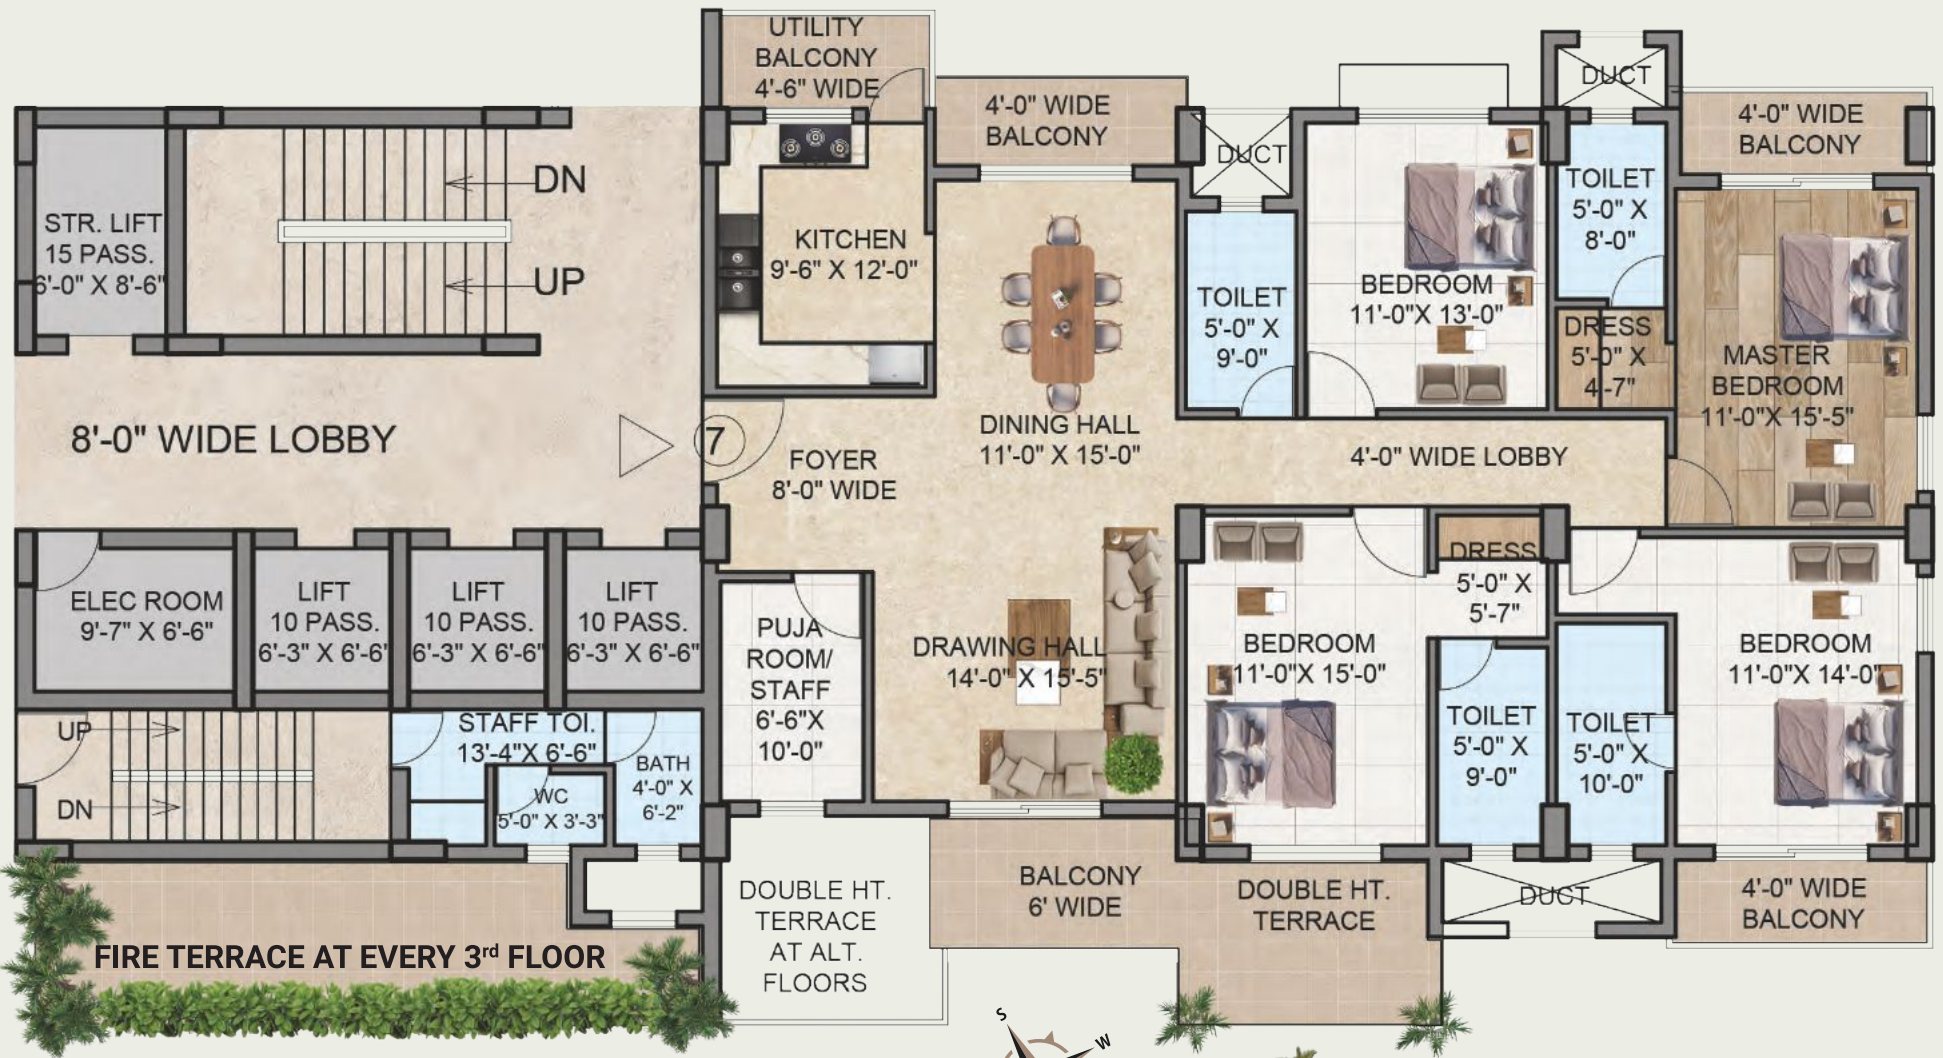 UTILITY
BALCONY
4'-6" WIDE
4'-0" WIDE
BALCONY
DUCT
DUCT
4'-0" WIDE
BALCONY
STR. LIFT
15 PASS.
6'-0" X 8'-6"
DN
UP
KITCHEN
9'-6" X 12'-0"
TOILET
5'-0" X
9'-0"
BEDROOM
11'-0"X 13'-0"
TOILET
5'-0" X
8'-0"
DRESS
5'-0" X
4'-7"
MASTER
BEDROOM
11'-0"X 15'-5"
8'-0" WIDE LOBBY
7
FOYER
8'-0" WIDE
DINING HALL
11'-0" X 15'-0"
4'-0" WIDE LOBBY
ELEC ROOM
9'-7" X 6'-6"
LIFT
10 PASS.
6'-3" X 6'-6"
LIFT
10 PASS.
6'-3" X 6'-6"
LIFT
10 PASS.
6'-3" X 6'-6"
PUJA
ROOM/
STAFF
6'-6"X
10'-0"
DRAWING HALL
14'-0" X 15'-5"
BEDROOM
11'-0"X 15'-0"
DRESS
5'-0" X
5'-7"
TOILET
5'-0" X
9'-0"
TOILET
5'-0" X
10'-0"
BEDROOM
11'-0"X 14'-0"
UP
DN
STAFF TOI.
13'-4"X 6'-6"
WC
5'-0" X 3'-3"
BATH
4'-0" X
6'-2"
DOUBLE HT.
TERRACE
AT ALT.
FLOORS
BALCONY
6' WIDE
DOUBLE HT.
TERRACE
DUCT
4'-0" WIDE
BALCONY
FIRE TERRACE AT EVERY 3rd FLOOR
S
W